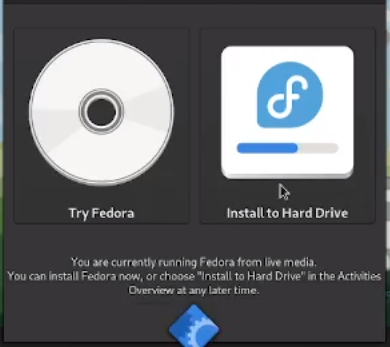 Try Fedora
Install to Hard Drive
You are currently running Fedora from live media.
You can install Fedora now, or choose "Install to Hard Drive" in the Activities
Overview at any later time.